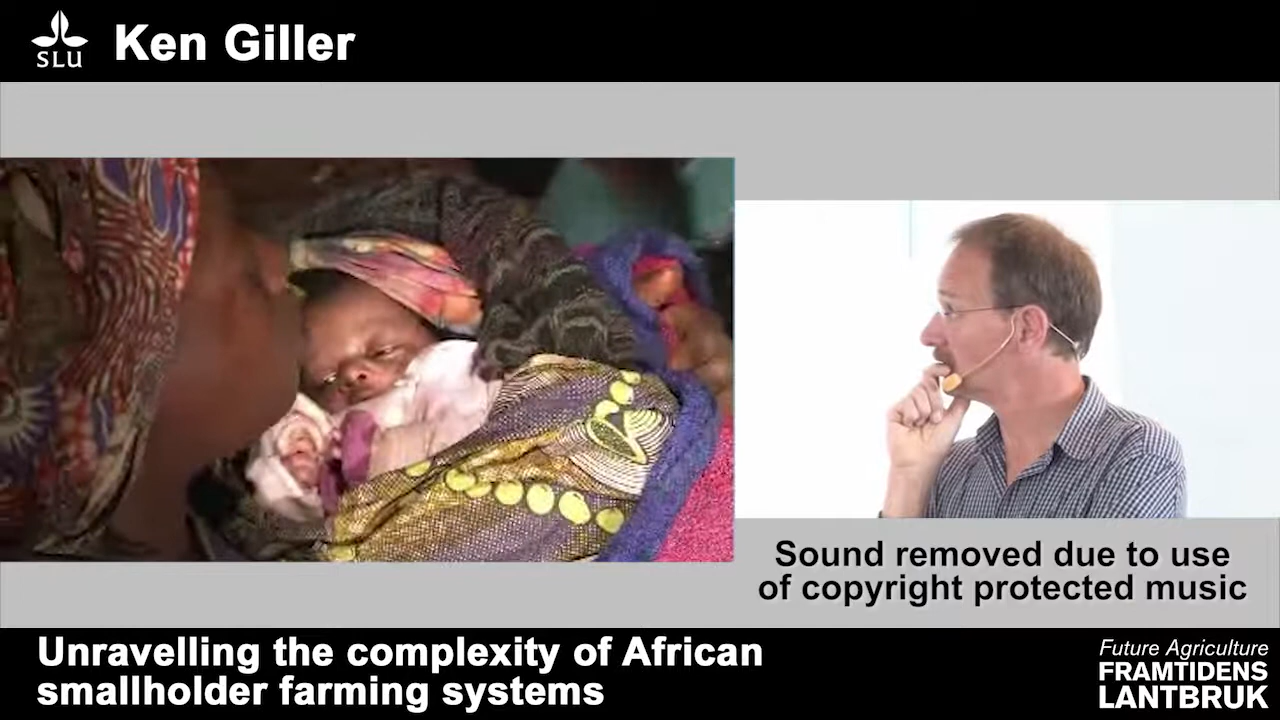 SLU
Ken Giller
Sound removed due to use
of copyright protected music
Unravelling the complexity of African
smallholder farming systems
Future Agriculture
FRAMTIDENS
LANTBRUK